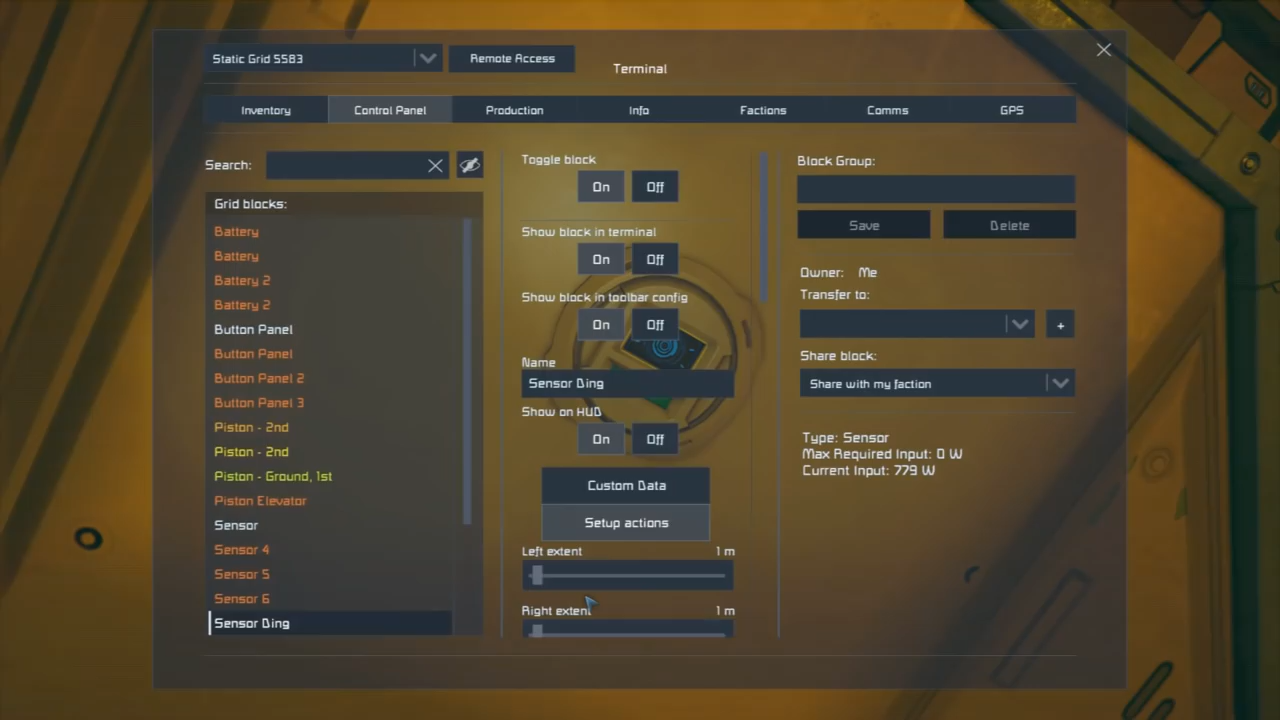 Static Grid 5583
Remote Access
Terminal
Inventory
Control Panel
Production
Info
Factions
Comms
GPS
Search:
Grid blocks:
Battery
Battery
Battery 2
Battery 2
Button Panel
Button Panel
Button Panel 2
Button Panel 3
Piston - 2nd
Piston - 2nd
Piston - Ground, 1st
Piston Elevator
Sensor
Sensor 4
Sensor 5
Sensor 6
Sensor Ding
Toggle block
On Off
Show block in terminal
On Off
Show block in toolbar config
On Off
Name
Sensor Ding
Show on HUD
On Off
Custom Data
Setup actions
Left extent 1 m
Right extent 1 m
Block Group:
Save Delete
Owner: Me
Transfer to:
+
Share block:
Share with my faction
Type: Sensor
Max Required Input: 0 W
Current Input: 779 W